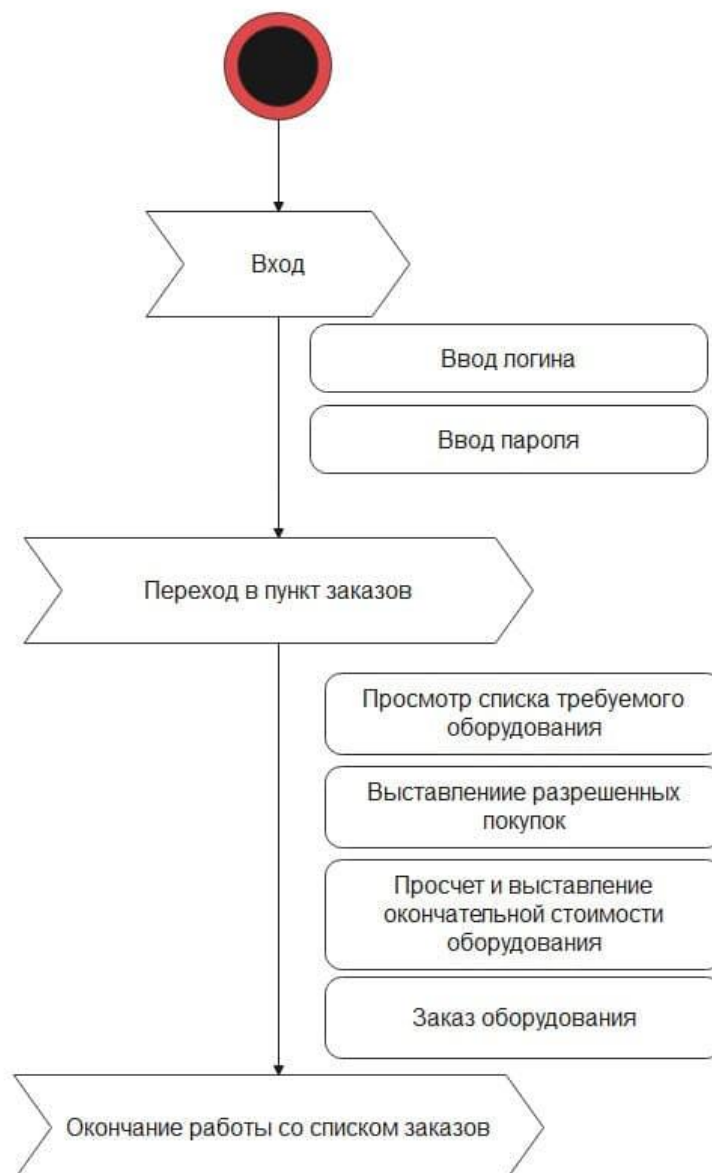 Вход
Ввод логина
Ввод пароля
Переход в пункт заказов
Просмотр списка требуемого
оборудования
Выставлениие разрешенных
покупок
Просчет и выставление
окончательной стоимости
оборудования
Заказ оборудования
Окончание работы со списком заказов